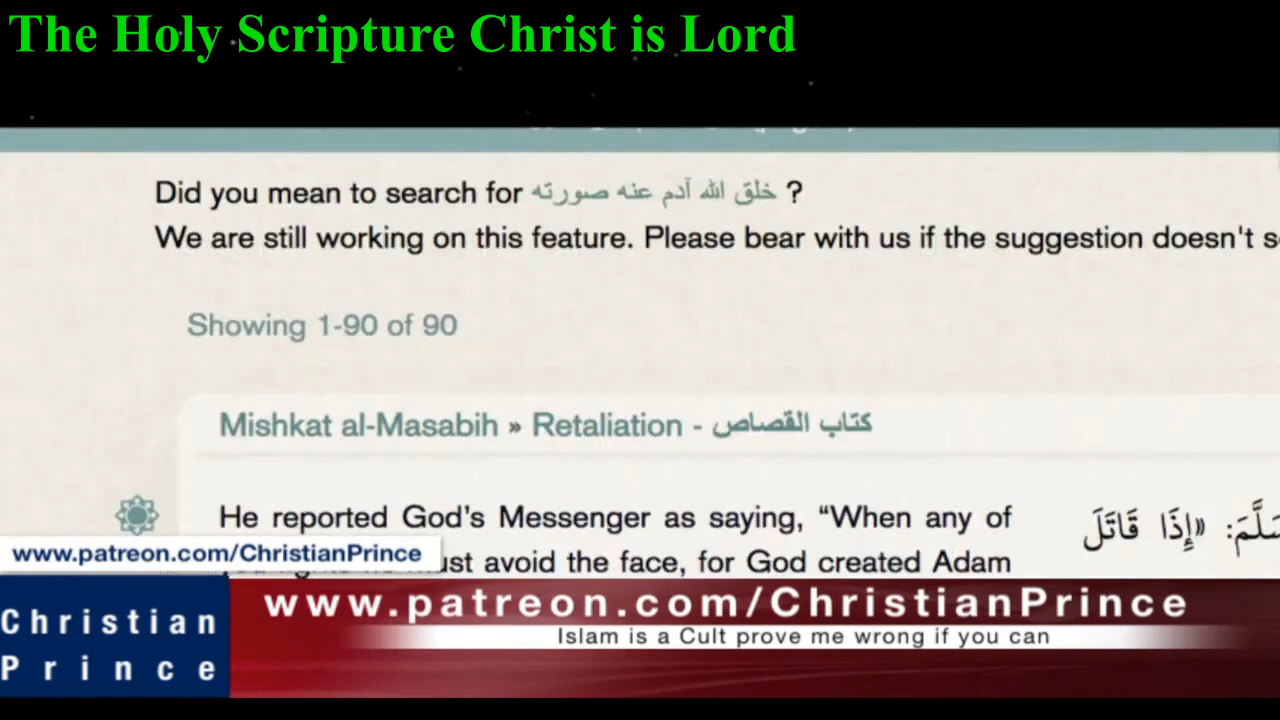 The Holy Scripture Christ is Lord
Did you mean to search for خلق الله آدم عنه صورته ?
We are still working on this feature. Please bear with us if the suggestion doesn't s
Showing 1-90 of 90
Mishkat al-Masabih » Retaliation - كتاب القصاص
He reported God's Messenger as saying, “When any of
سَلَّمَ: «إِذَا قَاتَلَ
www.patreon.com/ChristianPrince
must avoid the face, for God created Adam
Christian
Prince
www.patreon.com/ChristianPrince
Islam is a Cult prove me wrong if you can